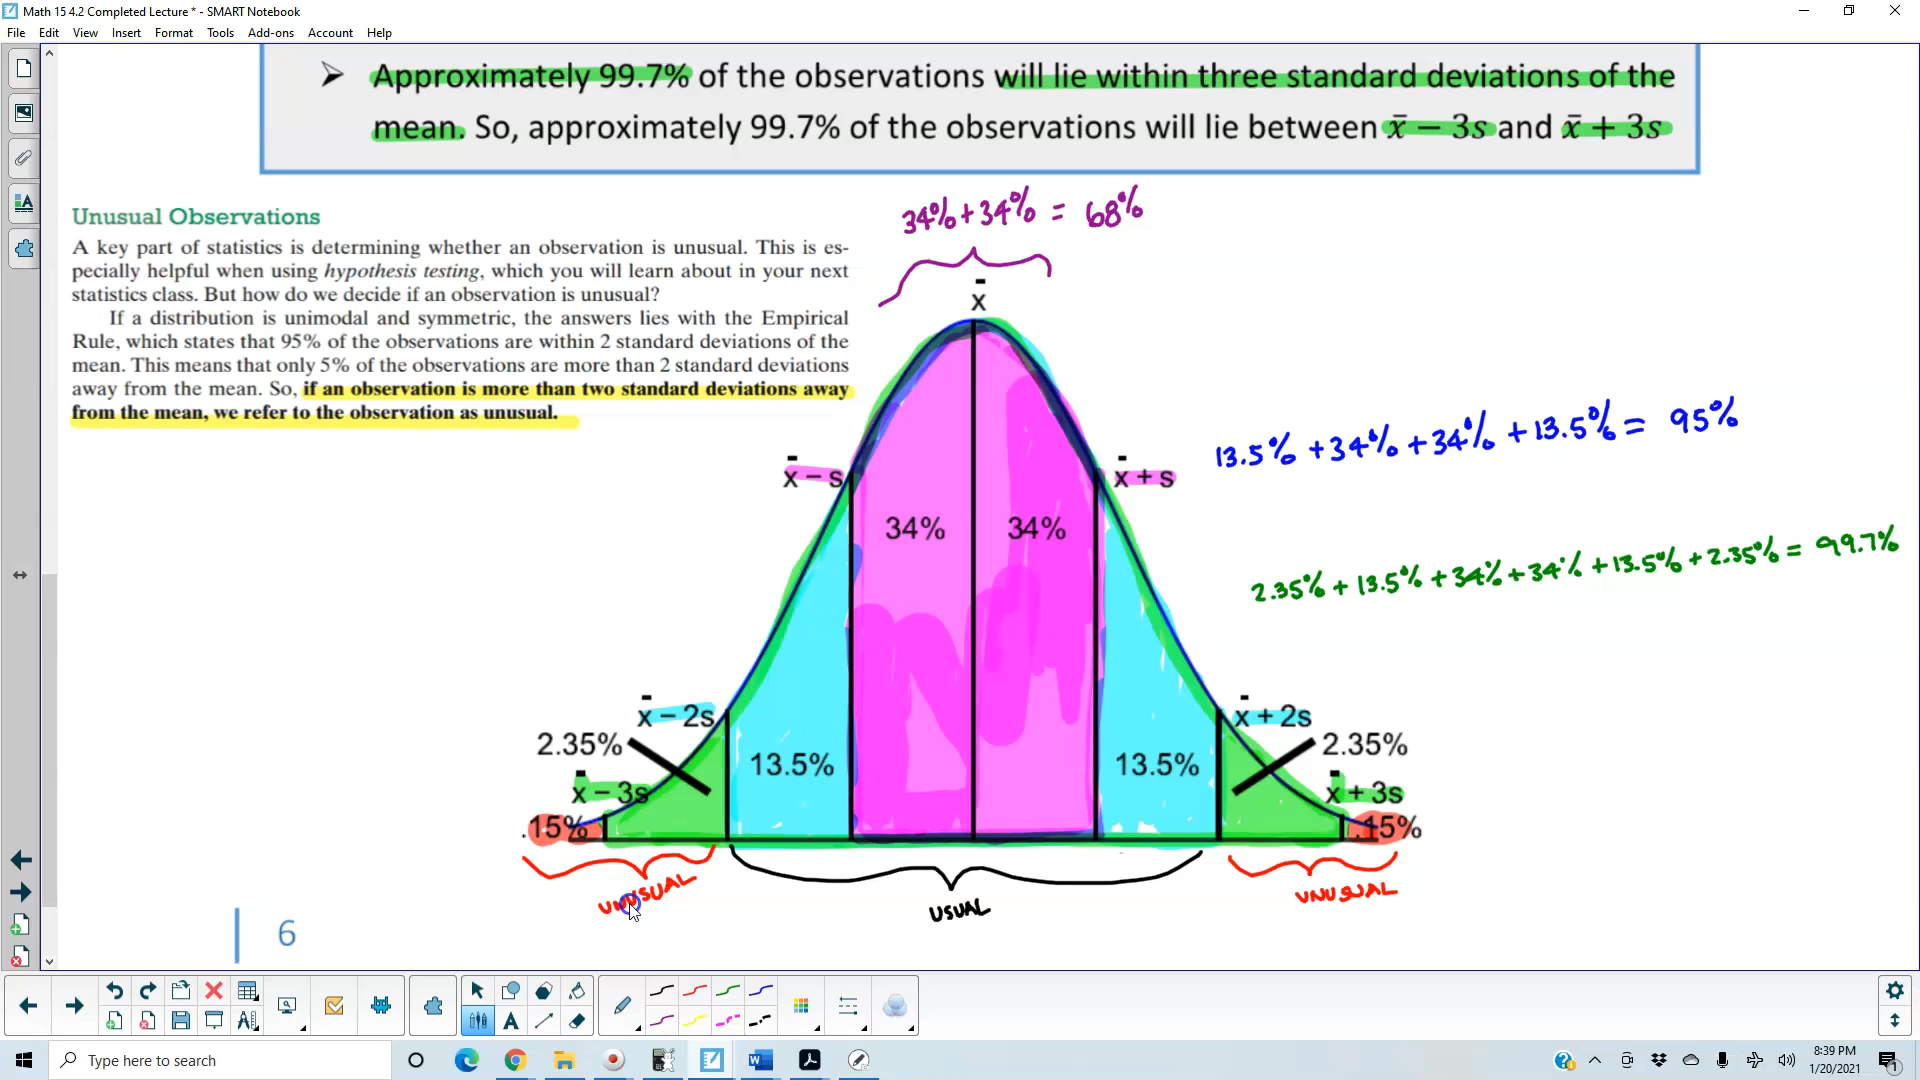 Math 15 4.2 Completed Lecture * - SMART Notebook
File Edit View Insert Format Tools Add-ons Account Help
➢ Approximately 99.7% of the observations will lie within three standard deviations of the
mean. So, approximately 99.7% of the observations will lie between x̄ − 3s and x̄ + 3s
Unusual Observations
A key part of statistics is determining whether an observation is unusual. This is es-
pecially helpful when using hypothesis testing, which you will learn about in your next
statistics class. But how do we decide if an observation is unusual?
If a distribution is unimodal and symmetric, the answers lies with the Empirical
Rule, which states that 95% of the observations are within 2 standard deviations of the
mean. This means that only 5% of the observations are more than 2 standard deviations
away from the mean. So, if an observation is more than two standard deviations away
from the mean, we refer to the observation as unusual.
34% + 34% = 68%
x̄
13.5% + 34% + 34% + 13.5% = 95%
x̄ − s
x̄ + s
34%
34%
2.35% + 13.5% + 34% + 34% + 13.5% + 2.35% = 99.7%
x̄ − 2s
x̄ + 2s
2.35%
2.35%
13.5%
13.5%
x̄ − 3s
x̄ + 3s
.15%
.15%
UNUSUAL
USUAL
UNUSUAL
6
Type here to search
8:39 PM
1/20/2021
1